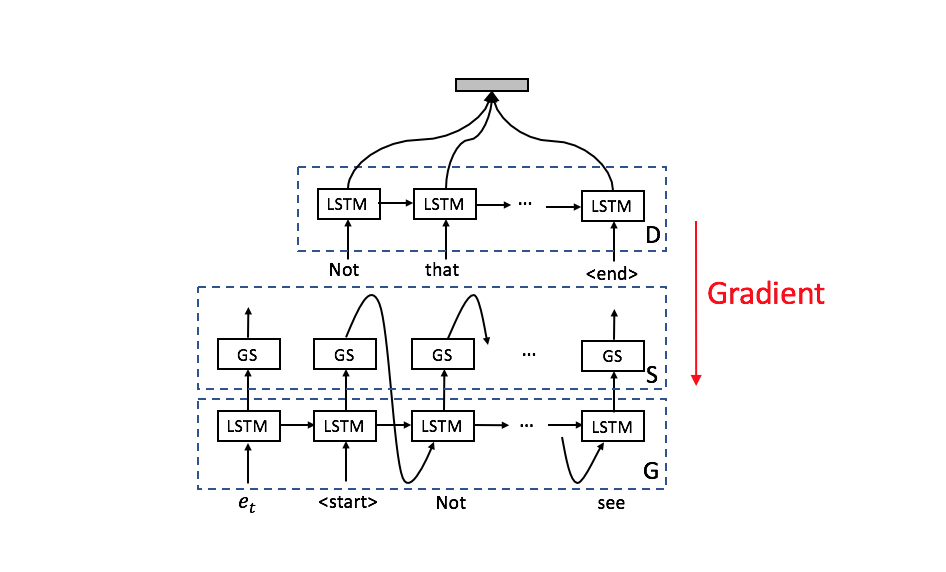 LSTM LSTM ... LSTM
D
Not that <end>
Gradient
GS GS GS ... GS
S
LSTM LSTM LSTM ... LSTM
G
e_t <start> Not see